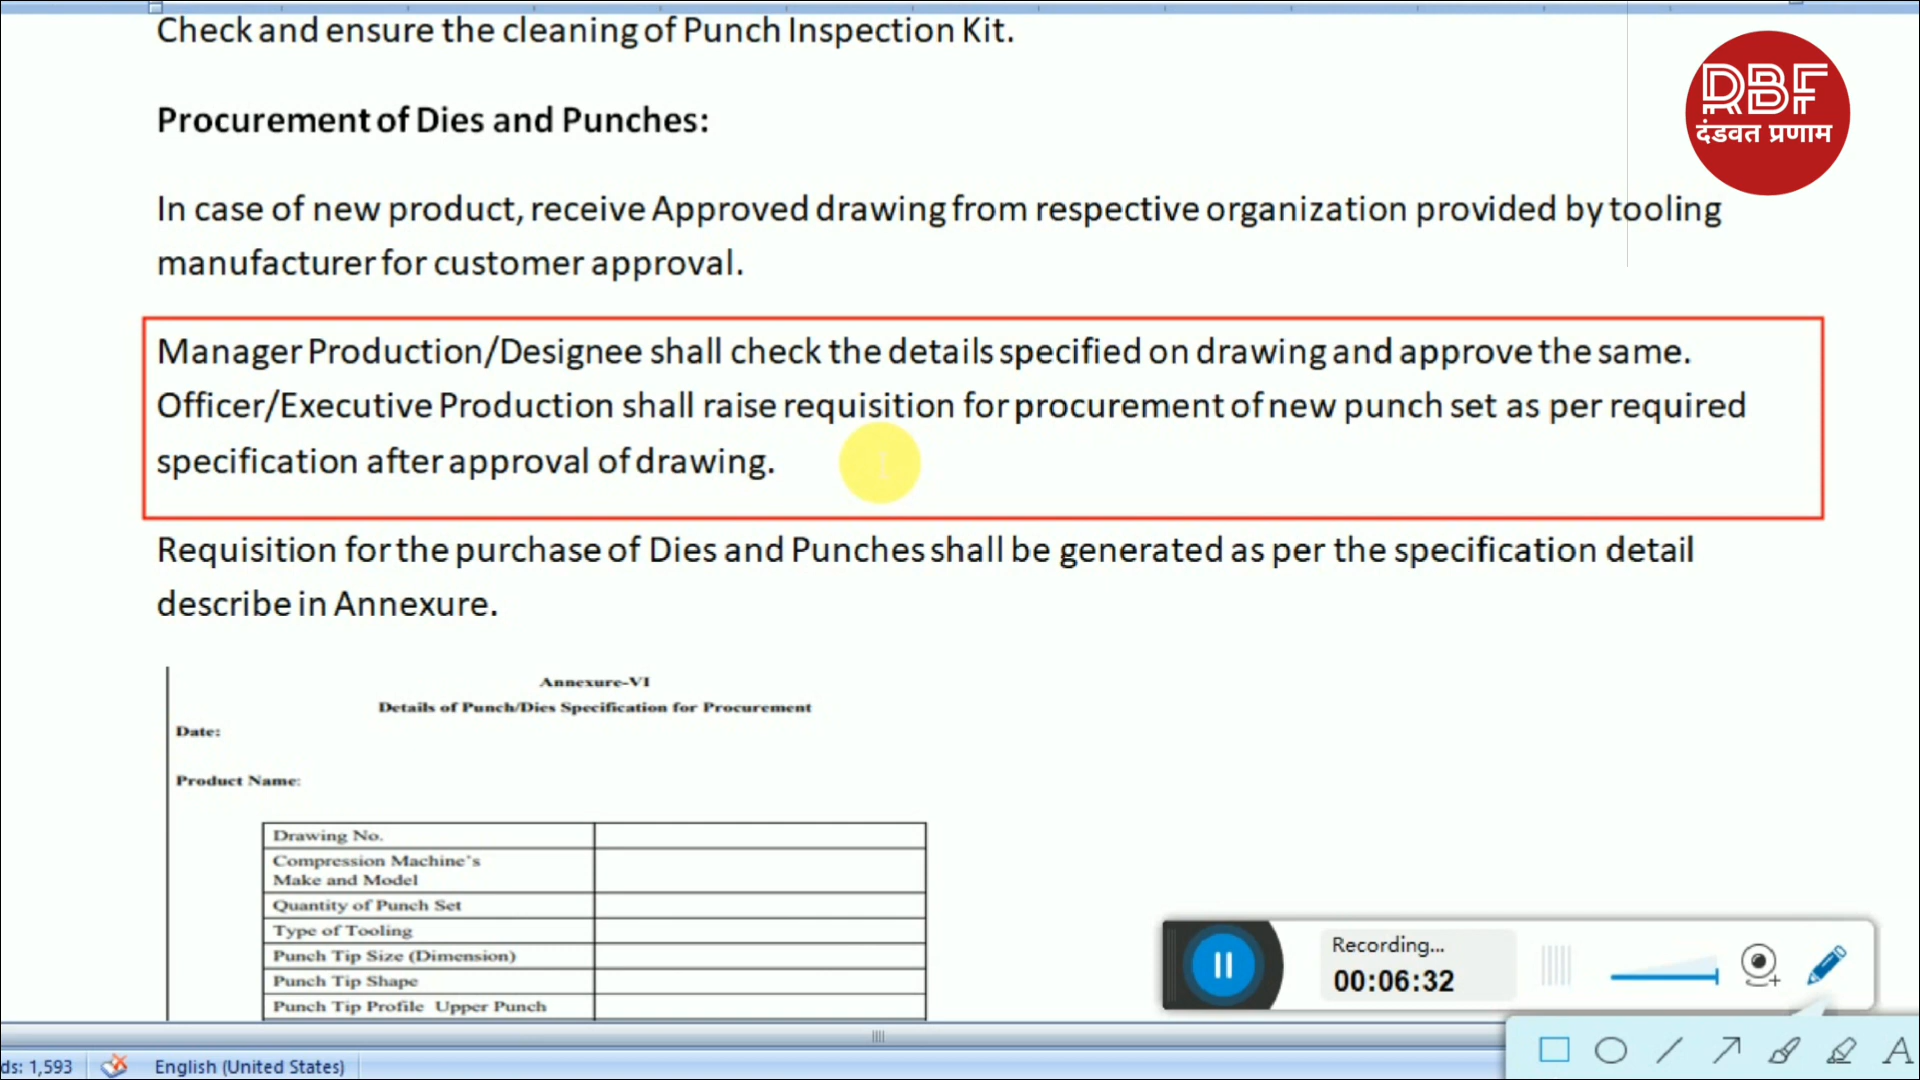 Check and ensure the cleaning of Punch Inspection Kit.
RBF
दंडवत प्रणाम
Procurement of Dies and Punches:
In case of new product, receive Approved drawing from respective organization provided by tooling
manufacturer for customer approval.
Manager Production/Designee shall check the details specified on drawing and approve the same.
Officer/Executive Production shall raise requisition for procurement of new punch set as per required
specification after approval of drawing.
Requisition for the purchase of Dies and Punches shall be generated as per the specification detail
describe in Annexure.
Annexure-VI
Details of Punch/Dies Specification for Procurement
Date:
Product Name:
Drawing No.
Compression Machine's
Make and Model
Quantity of Punch Set
Type of Tooling
Punch Tip Size (Dimension)
Punch Tip Shape
Punch Tip Profile Upper Punch
Recording...
00:06:32
ds: 1,593
English (United States)
A